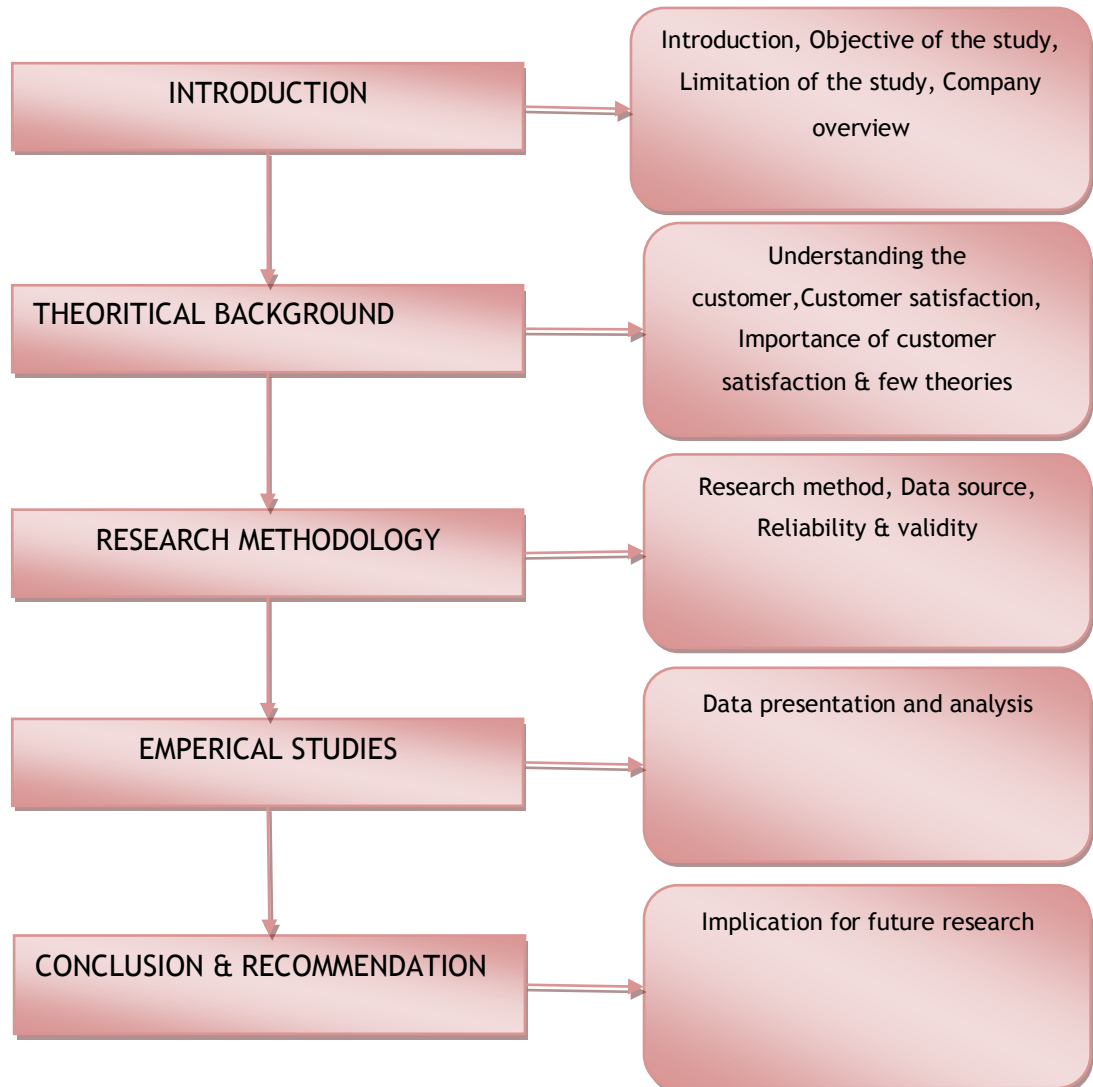 INTRODUCTION
Introduction, Objective of the study,
Limitation of the study, Company
overview
THEORITICAL BACKGROUND
Understanding the
customer,Customer satisfaction,
Importance of customer
satisfaction & few theories
RESEARCH METHODOLOGY
Research method, Data source,
Reliability & validity
EMPERICAL STUDIES
Data presentation and analysis
CONCLUSION & RECOMMENDATION
Implication for future research